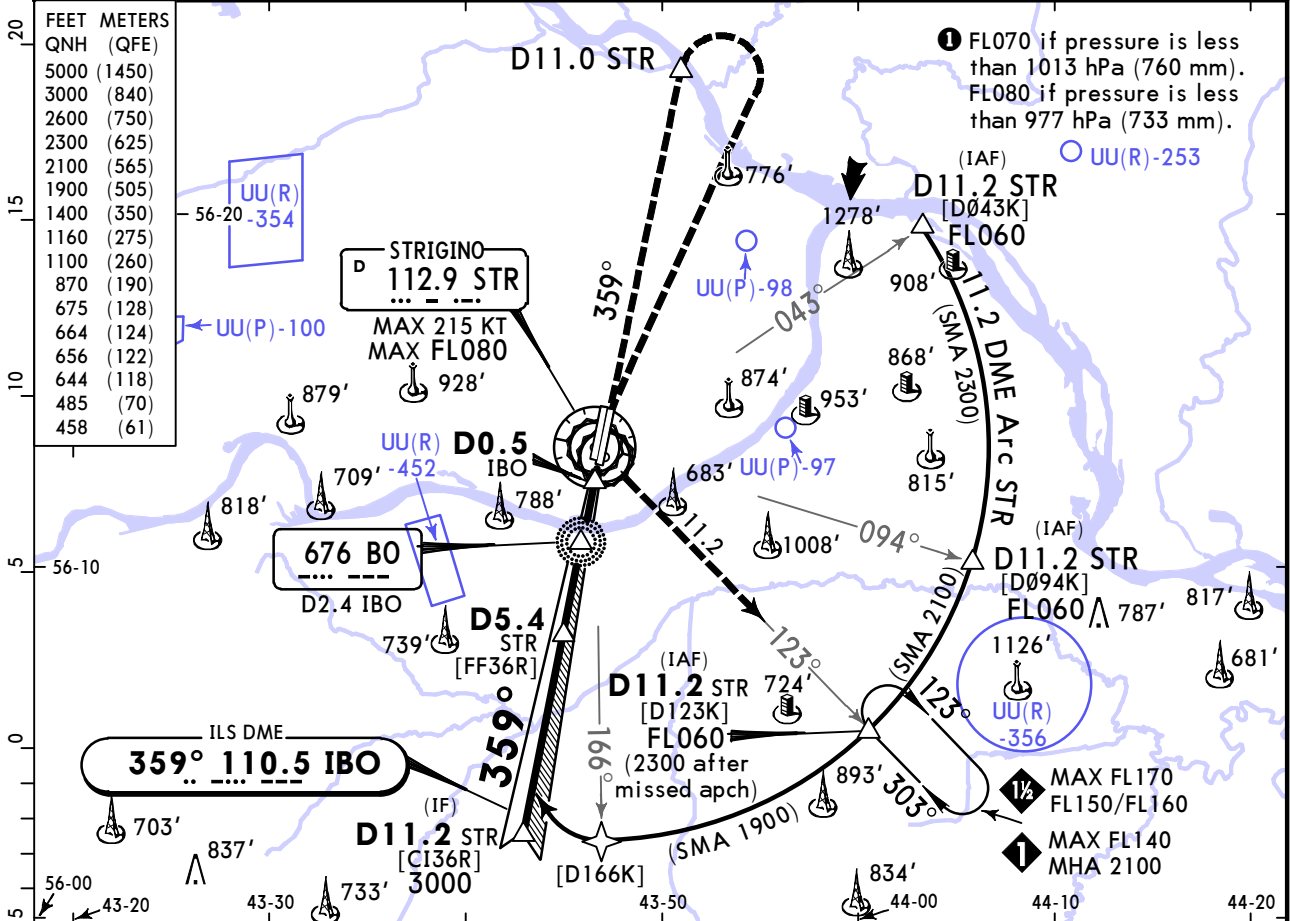 FEET METERS
QNH (QFE)
5000 (1450)
3000 (840)
2600 (750)
2300 (625)
2100 (565)
1900 (505)
1400 (350)
1160 (275)
1100 (260)
870 (190)
675 (128)
664 (124)
656 (122)
644 (118)
485 (70)
458 (61)
20
15
10
5
0
5
D11.0 STR
1 FL070 if pressure is less
than 1013 hPa (760 mm).
FL080 if pressure is less
than 977 hPa (733 mm).
UU(R)-253
(IAF)
D11.2 STR
[DØ43K]
FL060
776'
1278'
UU(R)
-354
56-20
STRIGINO
D 112.9 STR
MAX 215 KT
MAX FL080
359°
UU(P)-98
043°
908'
11.2 DME Arc STR
(SMA 2300)
UU(P)-100
879'
928'
874'
953'
868'
UU(P)-97
815'
UU(R)
-452
D0.5
IBO
683'
709'
818'
788'
11.2
1008'
094°
(IAF)
D11.2 STR
[DØ94K]
FL060
787'
817'
676 BO
D2.4 IBO
56-10
739'
D5.4
STR
[FF36R]
(SMA 2100)
1126'
UU(R)
-356
681'
(IAF)
D11.2 STR
[D123K]
FL060
(2300 after
missed apch)
724'
123°
123°
303°
166°
359°
ILS DME
359° 110.5 IBO
893'
1½ MAX FL170
FL150/FL160
1 MAX FL140
MHA 2100
703'
837'
(IF)
D11.2 STR
[CI36R]
3000
(SMA 1900)
[D166K]
733'
834'
56-00
43-20
43-30
43-50
44-00
44-10
44-20